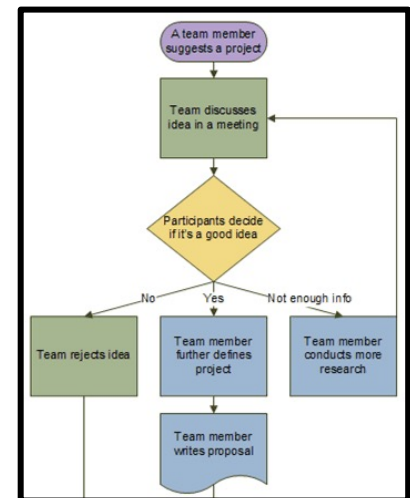 A team member
suggests a project
Team discusses
idea in a meeting
Participants decide
if it's a good idea
No
Yes
Not enough info
Team rejects idea
Team member
further defines
project
Team member
conducts more
research
Team member
writes proposal